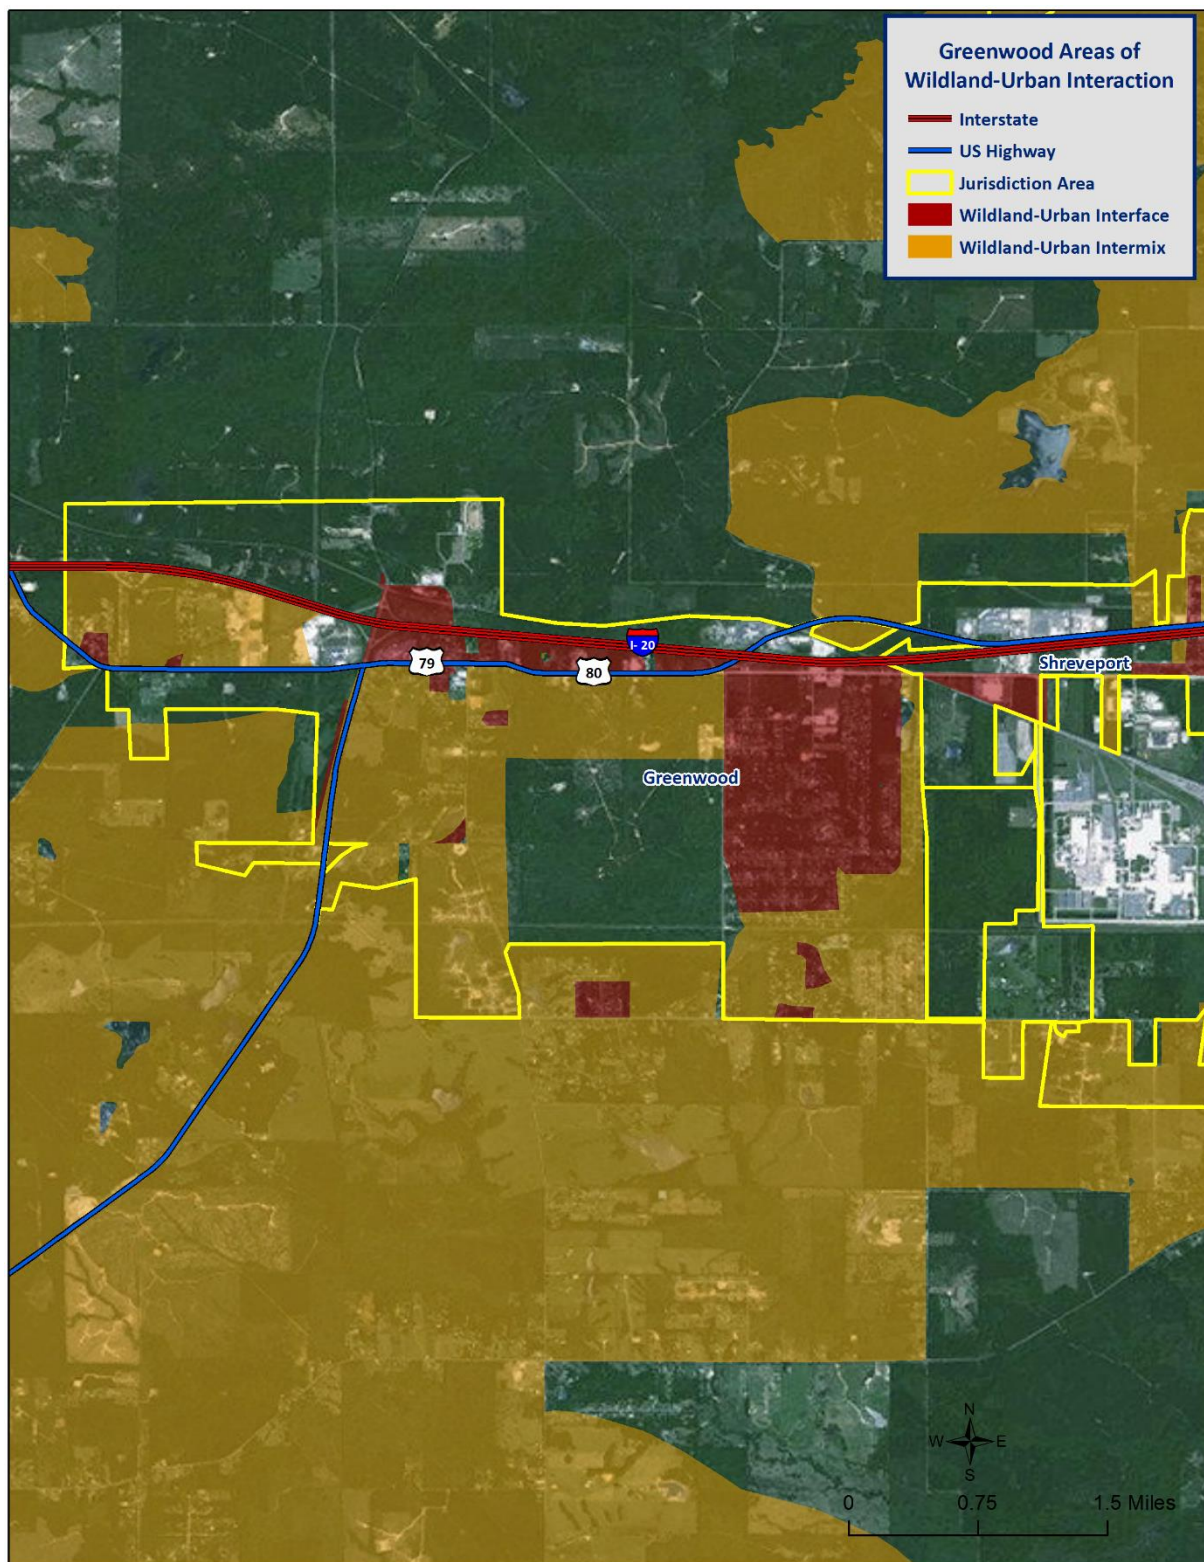 Greenwood Areas of
Wildland-Urban Interaction
Interstate
US Highway
Jurisdiction Area
Wildland-Urban Interface
Wildland-Urban Intermix
I-20
79
80
Shreveport
Greenwood
N
W E
S
0 0.75 1.5 Miles